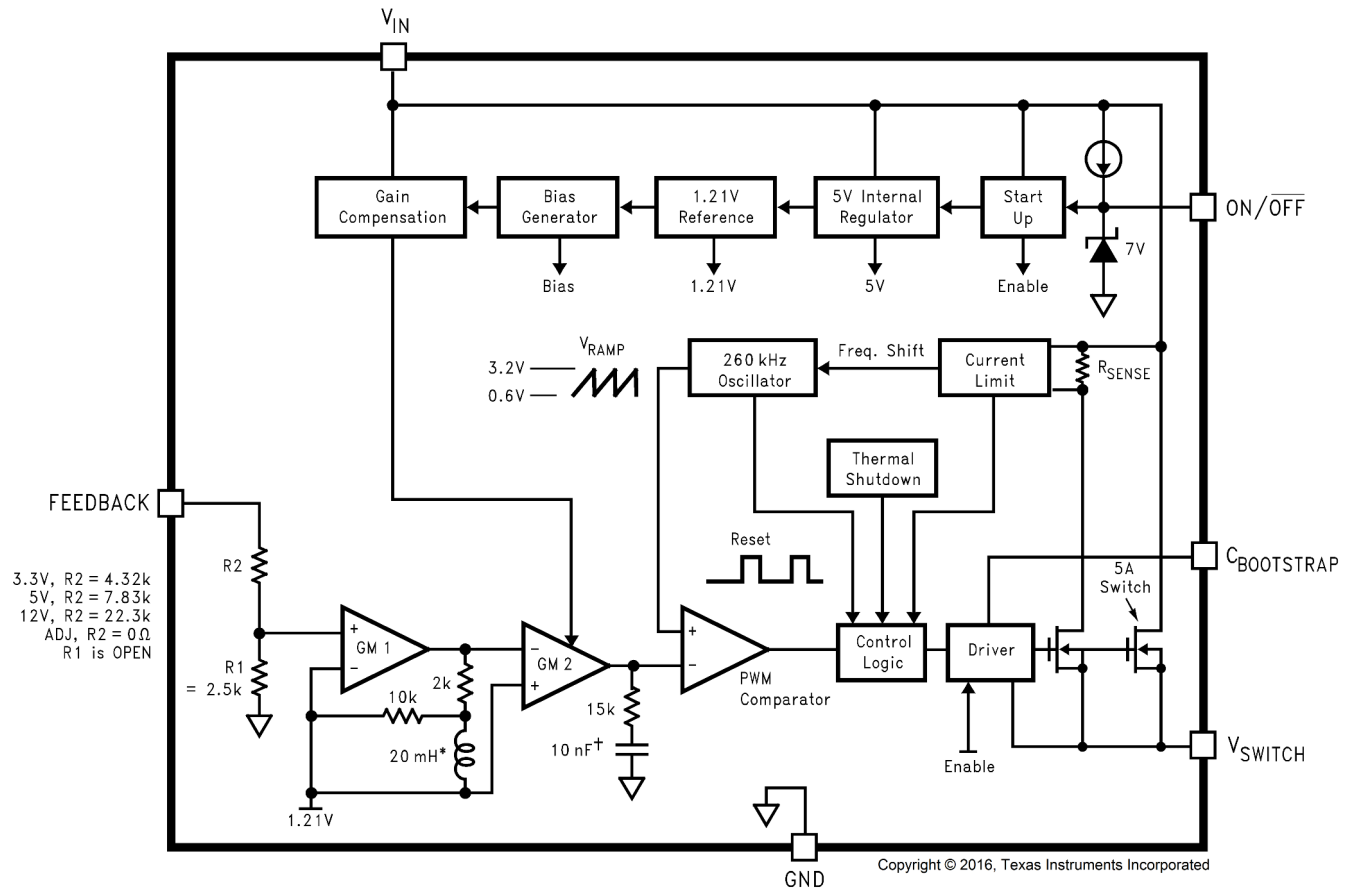 VIN
ON/OFF
Gain
Compensation
Bias
Generator
1.21V
Reference
5V Internal
Regulator
Start
Up
7V
Bias
1.21V
5V
Enable
VRAMP
3.2V
0.6V
260 kHz
Oscillator
Freq. Shift
Current
Limit
RSENSE
Thermal
Shutdown
FEEDBACK
Reset
R2
3.3V, R2 = 4.32k
5V, R2 = 7.83k
12V, R2 = 22.3k
ADJ, R2 = 0Ω
R1 is OPEN
R1
= 2.5k
CBOOTSTRAP
5A
Switch
+
−
GM 1
−
+
GM 2
+
−
PWM
Comparator
Control
Logic
Driver
2k
10k
20 mH*
15k
10 nF†
1.21V
Enable
VSWITCH
GND
Copyright © 2016, Texas Instruments Incorporated